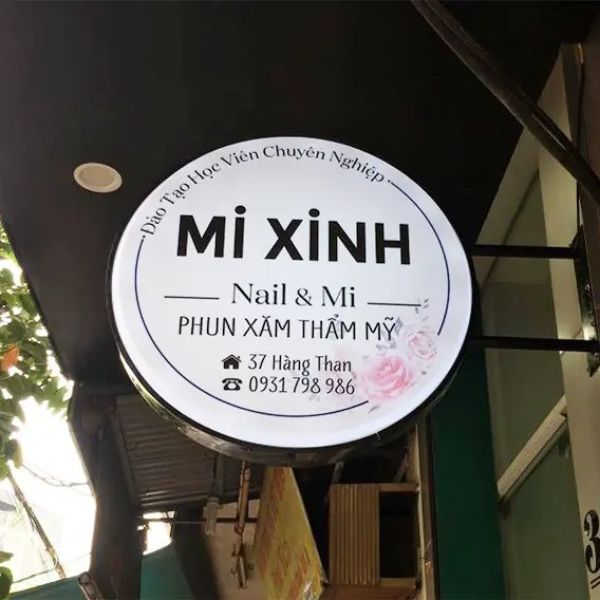 Đào Tạo Học Viên Chuyên Nghiệp
Mi XiNH
Nail & Mi
PHUN XĂM THẨM MỸ
37 Hàng Than
0931 798 986
3